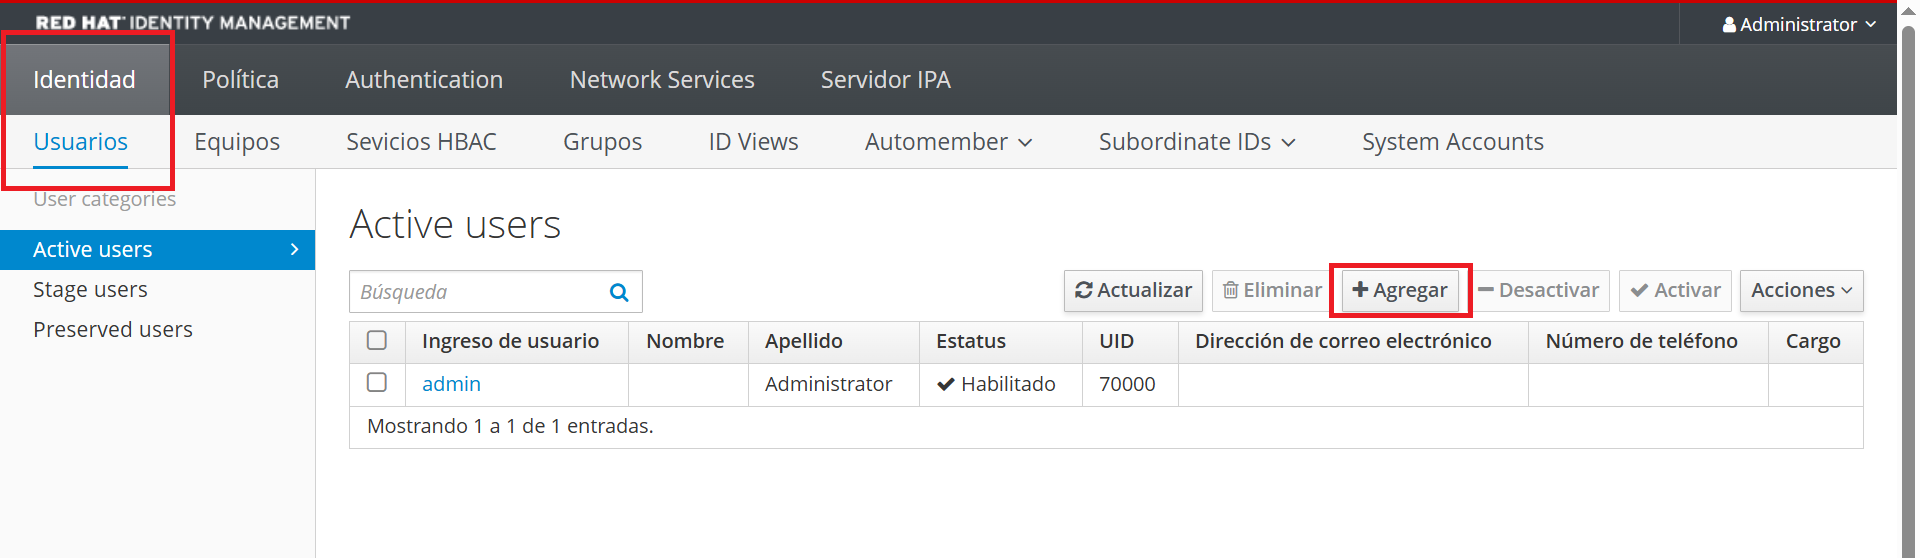 RED HAT IDENTITY MANAGEMENT
Administrator
Identidad Política Authentication Network Services Servidor IPA
Usuarios Equipos Sevicios HBAC Grupos ID Views Automember Subordinate IDs System Accounts
User categories
Active users
Stage users
Preserved users
Active users
Búsqueda
Actualizar Eliminar Agregar Desactivar Activar Acciones
Ingreso de usuario Nombre Apellido Estatus UID Dirección de correo electrónico Número de teléfono Cargo
admin Administrator Habilitado 70000
Mostrando 1 a 1 de 1 entradas.